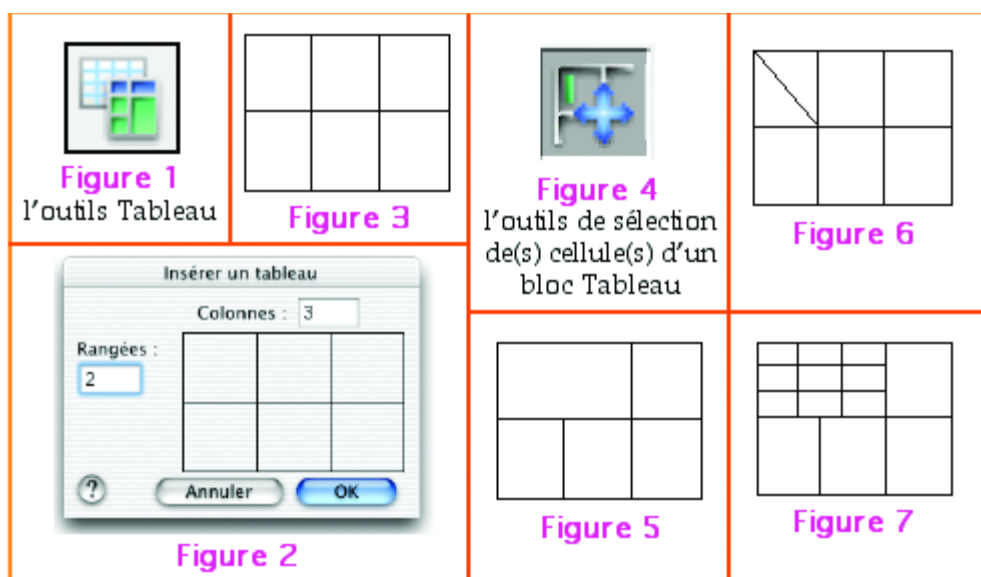 Figure 1
l'outils Tableau
Figure 3
Figure 4
l'outils de sélection
de(s) cellule(s) d'un
bloc Tableau
Figure 6
Insérer un tableau
Colonnes : 3
Rangées :
2
?
Annuler
OK
Figure 2
Figure 5
Figure 7